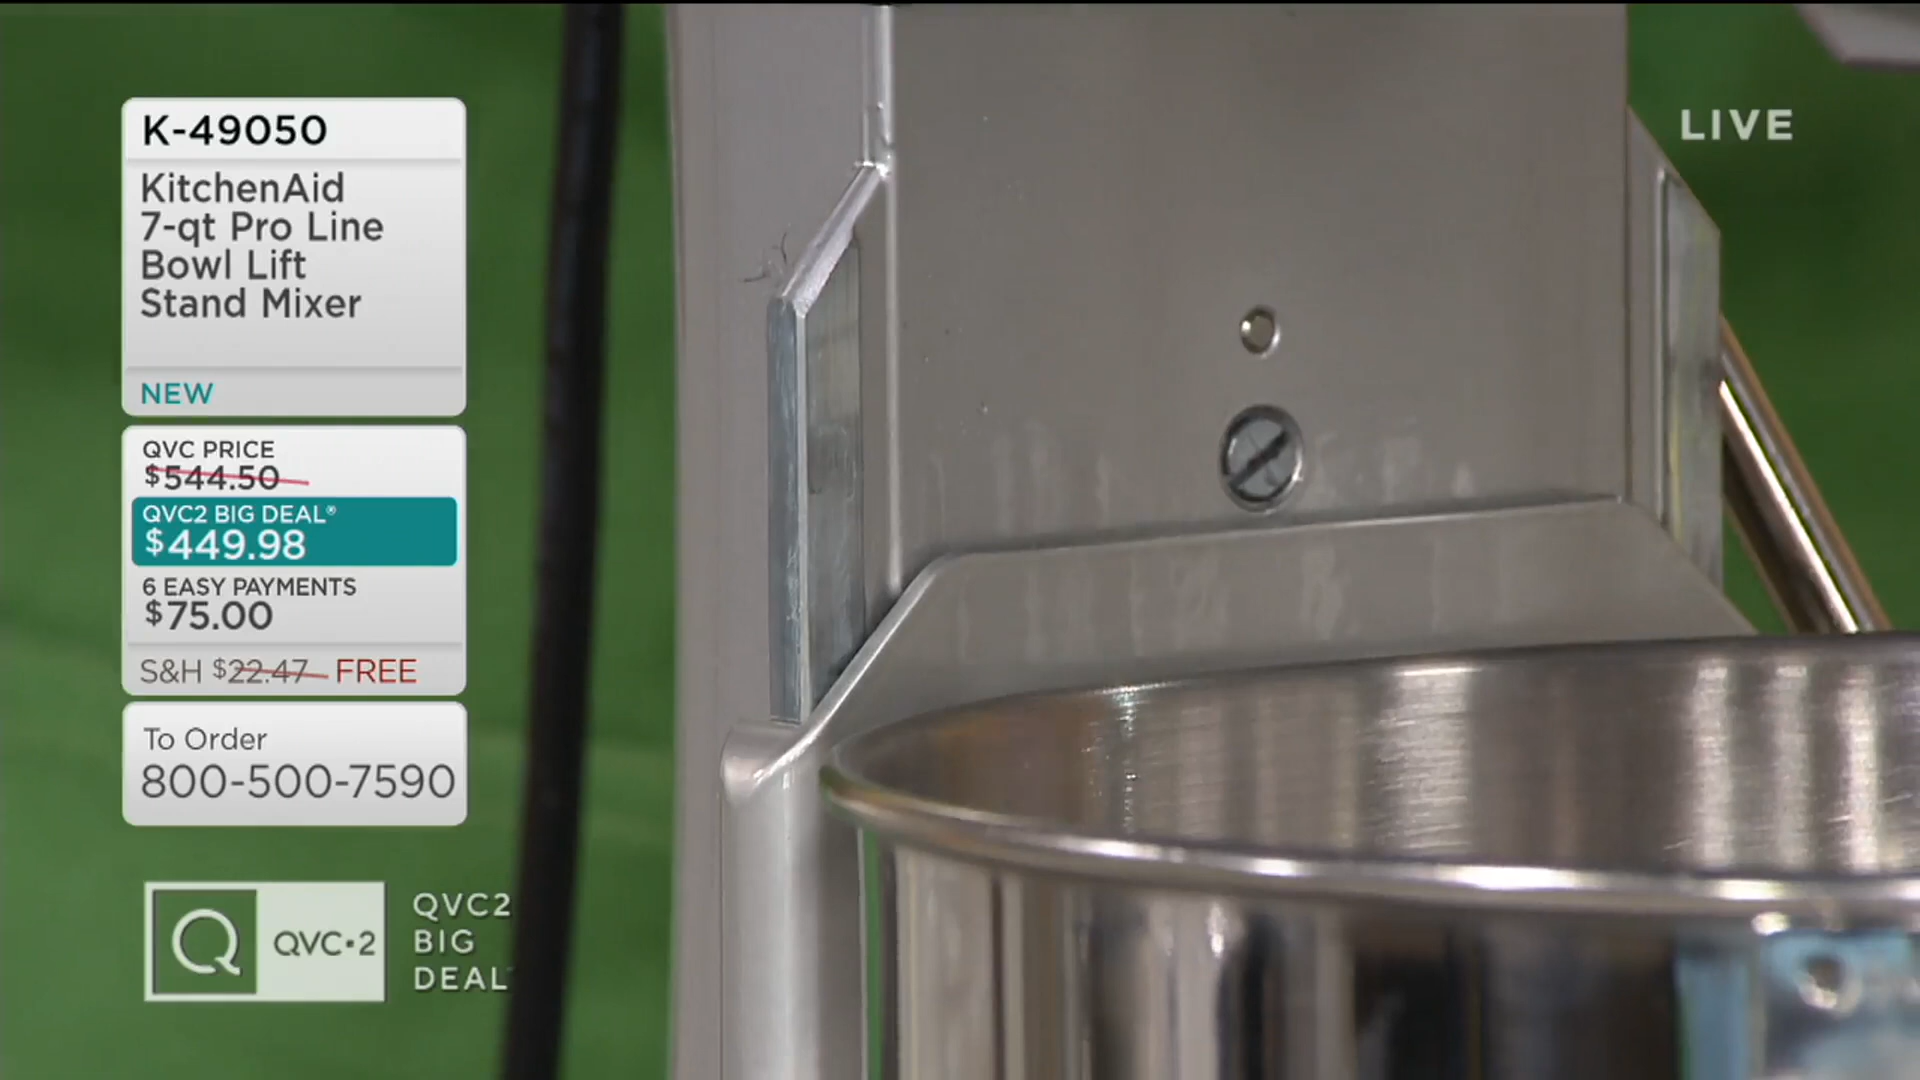 K-49050
KitchenAid
7-qt Pro Line
Bowl Lift
Stand Mixer
NEW
QVC PRICE
$544.50
QVC2 BIG DEAL®
$449.98
6 EASY PAYMENTS
$75.00
S&H $22.47 FREE
To Order
800-500-7590
Q QVC•2
QVC2
BIG
DEAL
LIVE